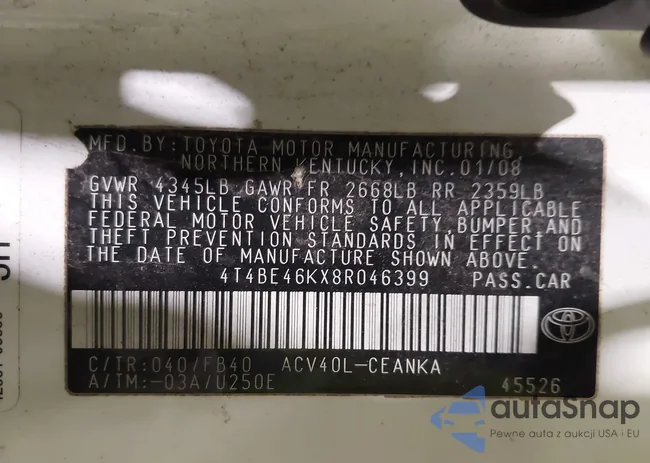 MFD. BY: TOYOTA MOTOR MANUFACTURING,
NORTHERN KENTUCKY, INC. 01/08
GVWR 4345LB GAWR FR 2668LB RR 2359LB
THIS VEHICLE CONFORMS TO ALL APPLICABLE
FEDERAL MOTOR VEHICLE SAFETY, BUMPER AND
THEFT PREVENTION STANDARDS IN EFFECT ON
THE DATE OF MANUFACTURE SHOWN ABOVE.
4T4BE46KX8R046399 PASS.CAR
C/TR:040/FB40 ACV40L-CEANKA
A/TM:-03A/U250E 45526
autoSnap
Pewne auta z aukcji USA i EU